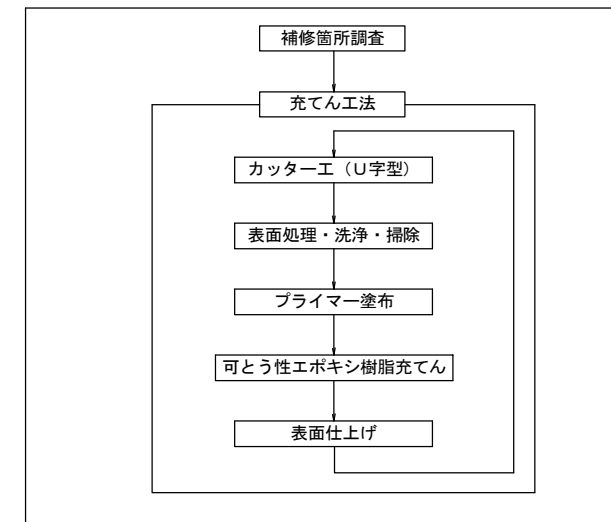 補修箇所調査
充てん工法
カッター工（U字型）
表面処理・洗浄・掃除
プライマー塗布
可とう性エポキシ樹脂充てん
表面仕上げ